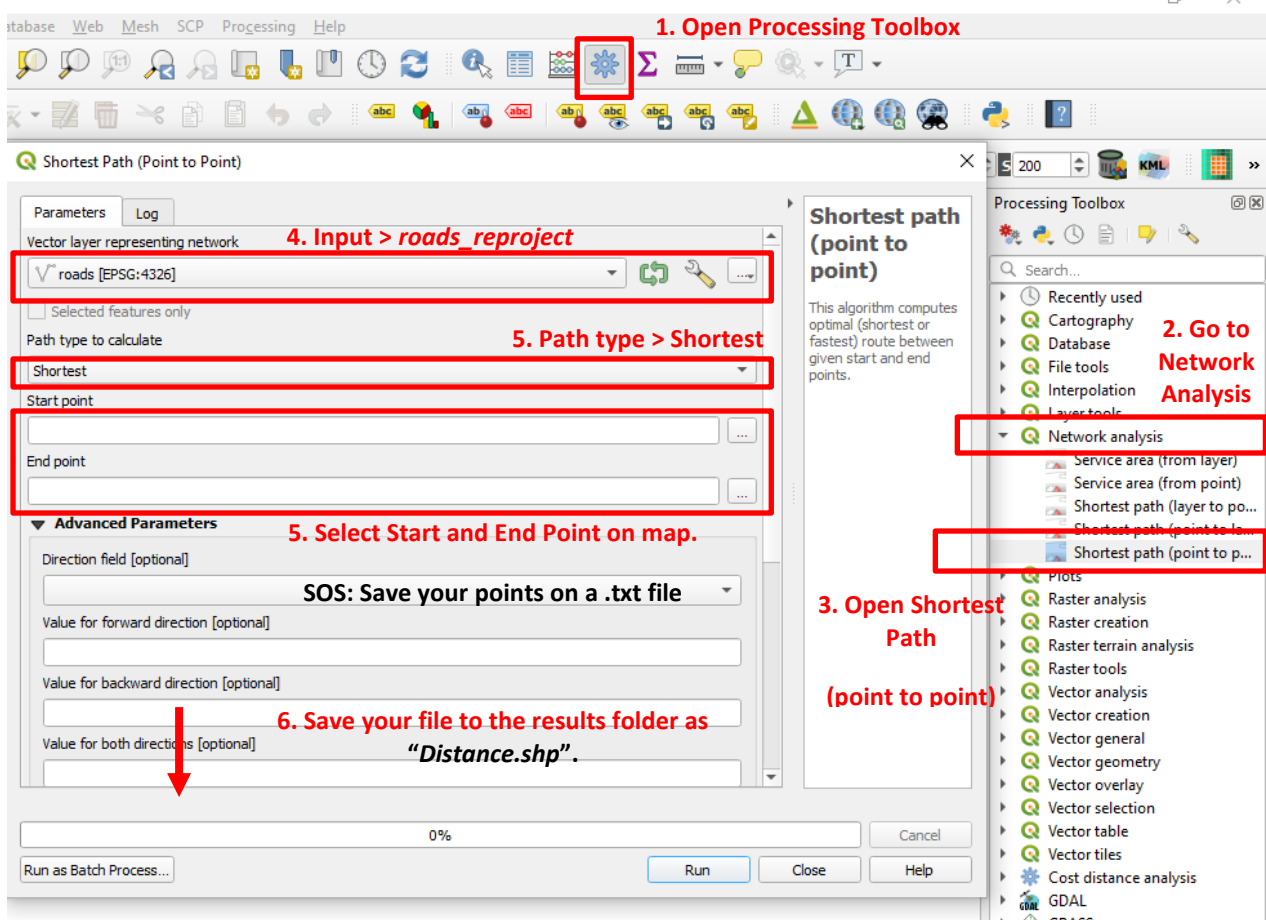 atabase Web Mesh SCP Processing Help
1. Open Processing Toolbox
Shortest Path (Point to Point)
200
KML
»
Parameters Log
Vector layer representing network
4. Input > roads_reproject
roads [EPSG:4326]
Selected features only
Path type to calculate
5. Path type > Shortest
Shortest
Start point
...
End point
...
Advanced Parameters
5. Select Start and End Point on map.
Direction field [optional]
SOS: Save your points on a .txt file
Value for forward direction [optional]
Value for backward direction [optional]
6. Save your file to the results folder as
“Distance.shp”.
Value for both directions [optional]
0%
Cancel
Run as Batch Process...
Run
Close
Help
Shortest path
(point to
point)
This algorithm computes
optimal (shortest or
fastest) route between
given start and end
points.
3. Open Shortest
Path
(point to point)
Processing Toolbox
Search...
Recently used
Cartography
Database
File tools
Interpolation
Layer tools
2. Go to
Network
Analysis
Network analysis
Service area (from layer)
Service area (from point)
Shortest path (layer to po...
Shortest path (point to la...
Shortest path (point to p...
Plots
Raster analysis
Raster creation
Raster terrain analysis
Raster tools
Vector analysis
Vector creation
Vector general
Vector geometry
Vector overlay
Vector selection
Vector table
Vector tiles
Cost distance analysis
GDAL